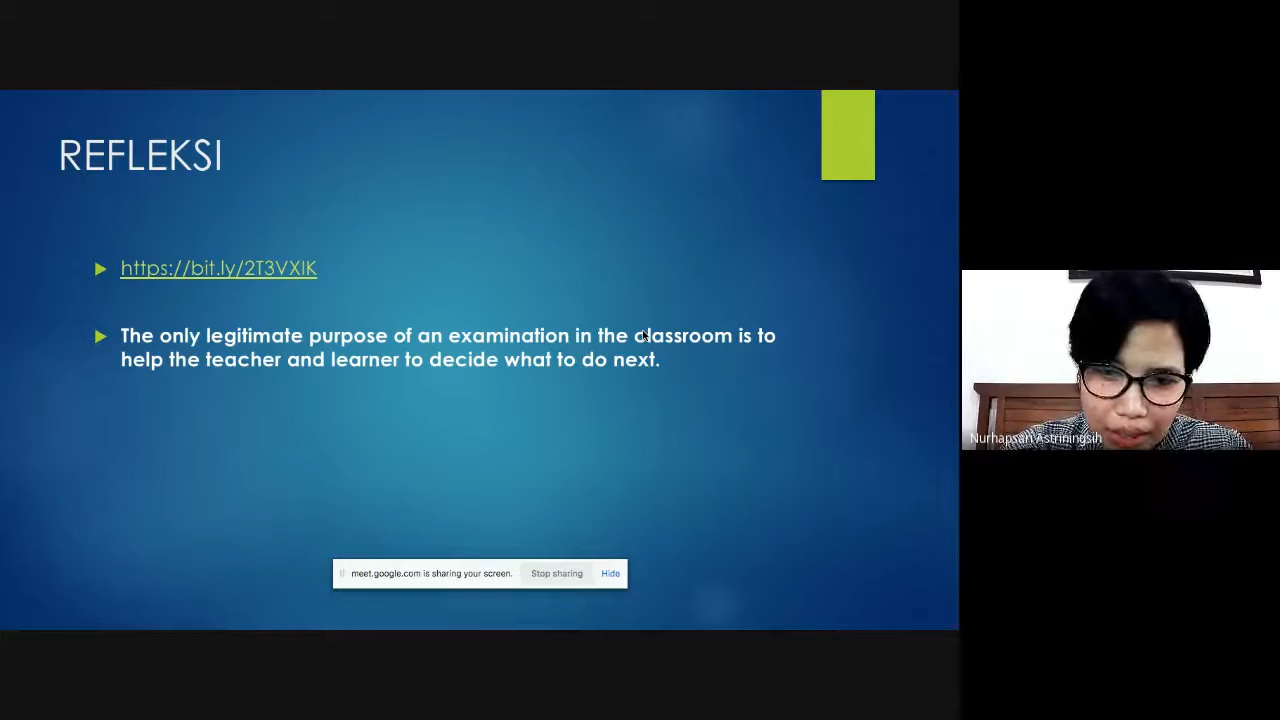 REFLEKSI
https://bit.ly/2T3VXlK
The only legitimate purpose of an examination in the classroom is to
help the teacher and learner to decide what to do next.
meet.google.com is sharing your screen. Stop sharing Hide
Nurhapsari Astriningsih